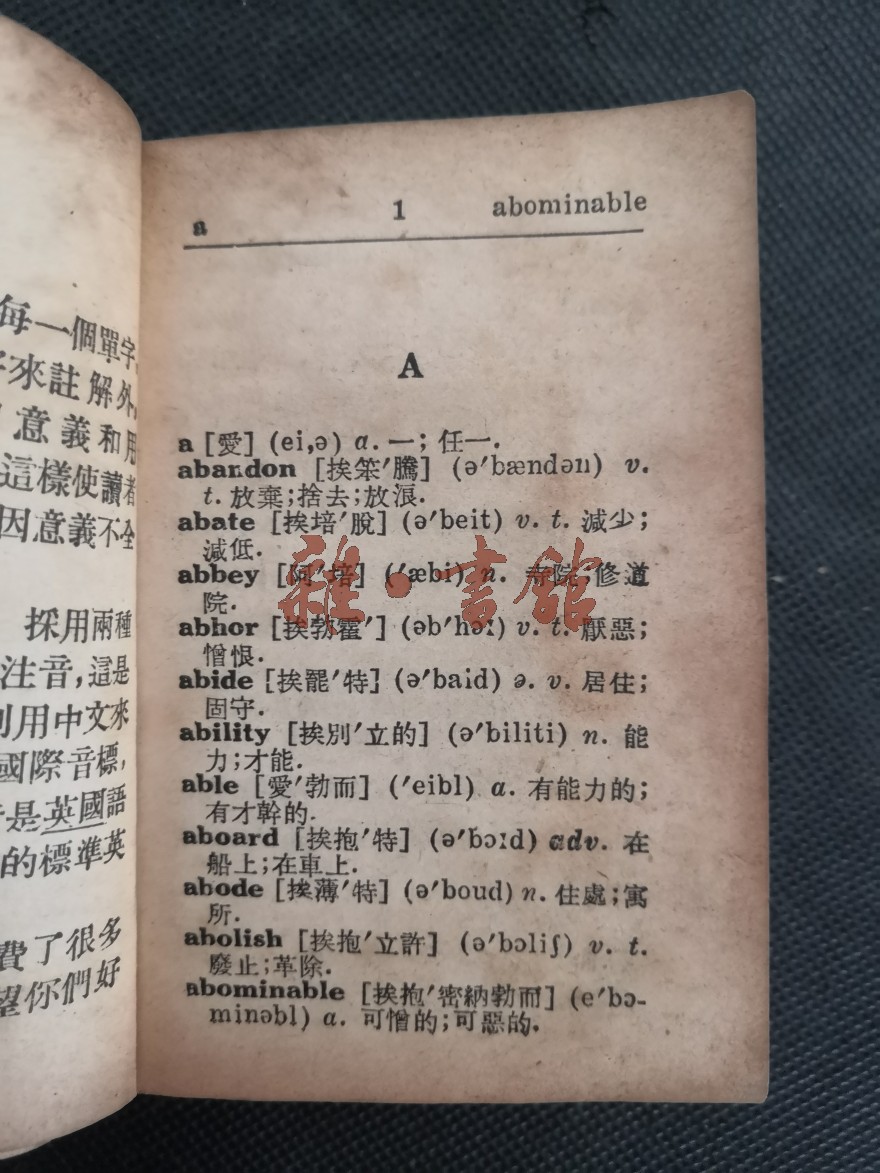 每一個單字
來註解外,
意義和用
這樣使讀者
因意義不全
採用兩種
注音,這是
利用中文來
國際音標,
是英國語
的標準英
費了很多
望你們好
a 1 abominable
A
a [愛] (ei,ə) a. 一; 任一.
abandon [挨笨′騰] (ə′bændən) v.
t. 放棄;捨去;放浪.
abate [挨培′脫] (ə′beit) v. t. 減少;
減低.
abbey [阿′培] (′æbi) n. 寺院;修道
院.
abhor [挨勃霍′] (əb′hɔː) v. t. 厭惡;
憎恨.
abide [挨罷′特] (ə′baid) a. v. 居住;
固守.
ability [挨別′立的] (ə′biliti) n. 能
力;才能.
able [愛′勃而] (′eibl) a. 有能力的;
有才幹的.
aboard [挨抱′特] (ə′bɔːd) adv. 在
船上;在車上.
abode [挨薄′特] (ə′boud) n. 住處;寓
所.
abolish [挨抱′立許] (ə′bɔliʃ) v. t.
廢止;革除.
abominable [挨抱′密納勃而] (e′bɔ-
minəbl) a. 可憎的;可惡的.
雜·書館